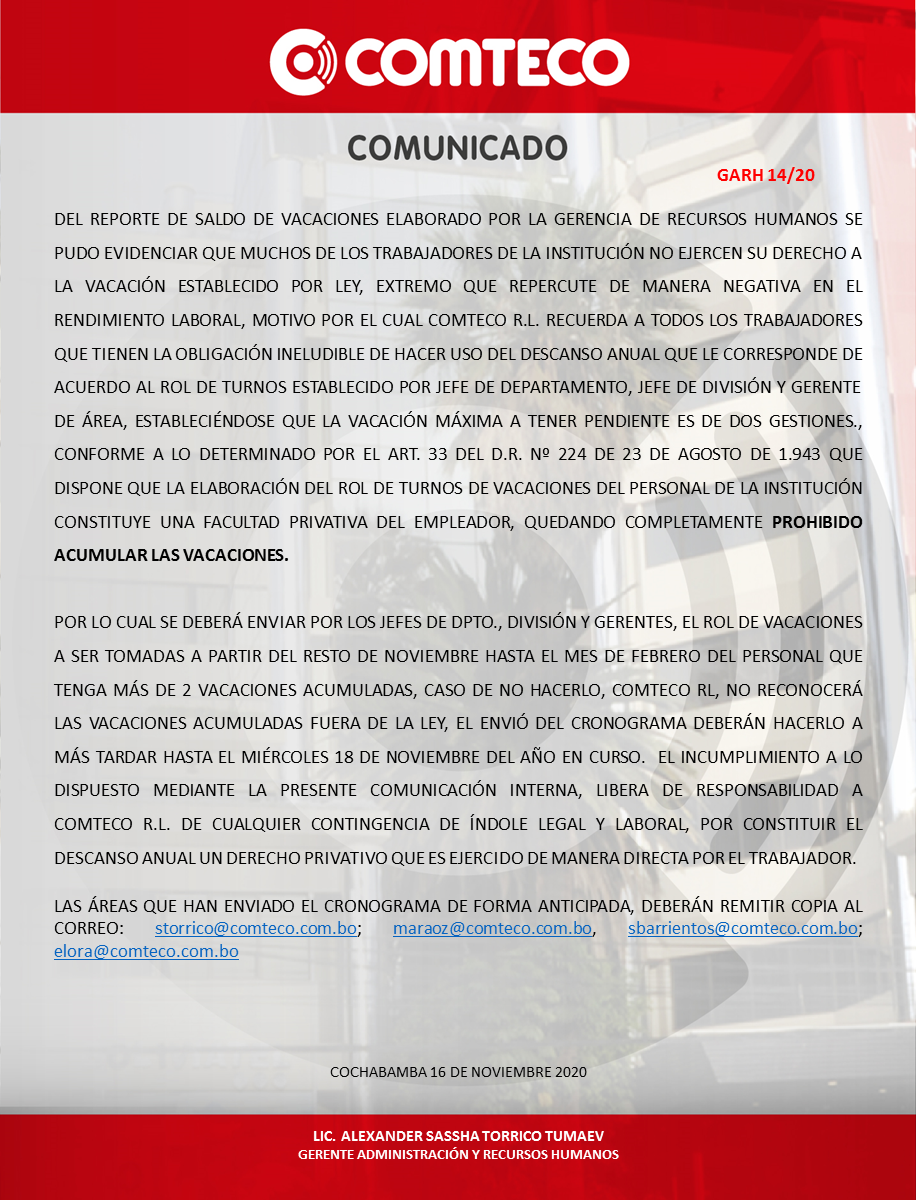 COMTECO
COMUNICADO
GARH 14/20
DEL REPORTE DE SALDO DE VACACIONES ELABORADO POR LA GERENCIA DE RECURSOS HUMANOS SE
PUDO EVIDENCIAR QUE MUCHOS DE LOS TRABAJADORES DE LA INSTITUCIÓN NO EJERCEN SU DERECHO A
LA VACACIÓN ESTABLECIDO POR LEY, EXTREMO QUE REPERCUTE DE MANERA NEGATIVA EN EL
RENDIMIENTO LABORAL, MOTIVO POR EL CUAL COMTECO R.L. RECUERDA A TODOS LOS TRABAJADORES
QUE TIENEN LA OBLIGACIÓN INELUDIBLE DE HACER USO DEL DESCANSO ANUAL QUE LE CORRESPONDE DE
ACUERDO AL ROL DE TURNOS ESTABLECIDO POR JEFE DE DEPARTAMENTO, JEFE DE DIVISIÓN Y GERENTE
DE ÁREA, ESTABLECIÉNDOSE QUE LA VACACIÓN MÁXIMA A TENER PENDIENTE ES DE DOS GESTIONES.,
CONFORME A LO DETERMINADO POR EL ART. 33 DEL D.R. Nº 224 DE 23 DE AGOSTO DE 1.943 QUE
DISPONE QUE LA ELABORACIÓN DEL ROL DE TURNOS DE VACACIONES DEL PERSONAL DE LA INSTITUCIÓN
CONSTITUYE UNA FACULTAD PRIVATIVA DEL EMPLEADOR, QUEDANDO COMPLETAMENTE PROHIBIDO
ACUMULAR LAS VACACIONES.
POR LO CUAL SE DEBERÁ ENVIAR POR LOS JEFES DE DPTO., DIVISIÓN Y GERENTES, EL ROL DE VACACIONES
A SER TOMADAS A PARTIR DEL RESTO DE NOVIEMBRE HASTA EL MES DE FEBRERO DEL PERSONAL QUE
TENGA MÁS DE 2 VACACIONES ACUMULADAS, CASO DE NO HACERLO, COMTECO RL, NO RECONOCERÁ
LAS VACACIONES ACUMULADAS FUERA DE LA LEY, EL ENVIÓ DEL CRONOGRAMA DEBERÁN HACERLO A
MÁS TARDAR HASTA EL MIÉRCOLES 18 DE NOVIEMBRE DEL AÑO EN CURSO. EL INCUMPLIMIENTO A LO
DISPUESTO MEDIANTE LA PRESENTE COMUNICACIÓN INTERNA, LIBERA DE RESPONSABILIDAD A
COMTECO R.L. DE CUALQUIER CONTINGENCIA DE ÍNDOLE LEGAL Y LABORAL, POR CONSTITUIR EL
DESCANSO ANUAL UN DERECHO PRIVATIVO QUE ES EJERCIDO DE MANERA DIRECTA POR EL TRABAJADOR.
LAS ÁREAS QUE HAN ENVIADO EL CRONOGRAMA DE FORMA ANTICIPADA, DEBERÁN REMITIR COPIA AL
CORREO: storrico@comteco.com.bo; maraoz@comteco.com.bo, sbarrientos@comteco.com.bo;
elora@comteco.com.bo
COCHABAMBA 16 DE NOVIEMBRE 2020
LIC. ALEXANDER SASSHA TORRICO TUMAEV
GERENTE ADMINISTRACIÓN Y RECURSOS HUMANOS